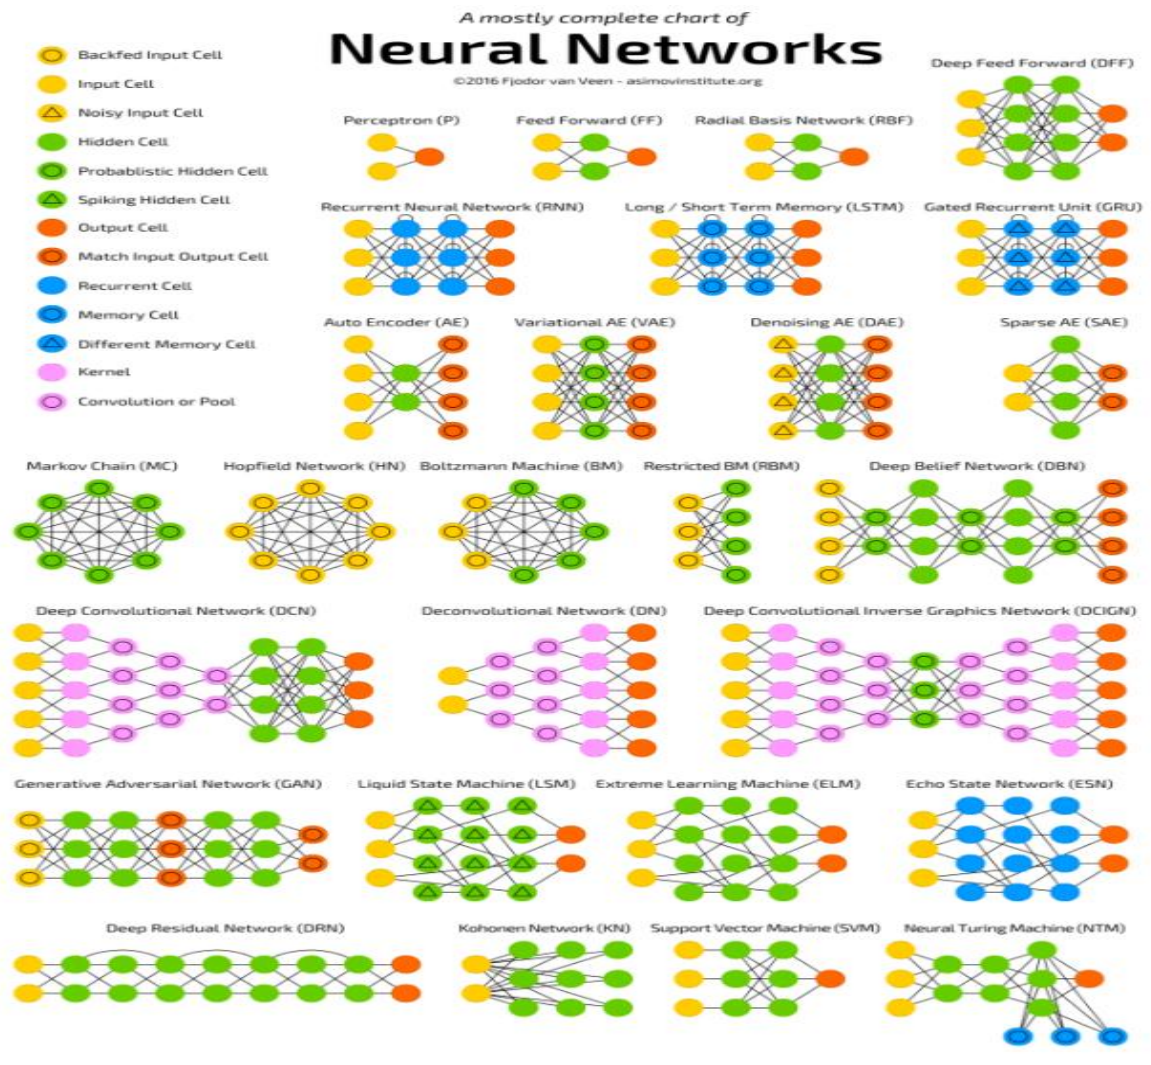 A mostly complete chart of
Neural Networks
©2016 Fjodor van Veen - asimovinstitute.org
Backfed Input Cell
Input Cell
Noisy Input Cell
Hidden Cell
Probablistic Hidden Cell
Spiking Hidden Cell
Output Cell
Match Input Output Cell
Recurrent Cell
Memory Cell
Different Memory Cell
Kernel
Convolution or Pool
Deep Feed Forward (DFF)
Perceptron (P)
Feed Forward (FF)
Radial Basis Network (RBF)
Recurrent Neural Network (RNN)
Long / Short Term Memory (LSTM)
Gated Recurrent Unit (GRU)
Auto Encoder (AE)
Variational AE (VAE)
Denoising AE (DAE)
Sparse AE (SAE)
Markov Chain (MC)
Hopfield Network (HN)
Boltzmann Machine (BM)
Restricted BM (RBM)
Deep Belief Network (DBN)
Deep Convolutional Network (DCN)
Deconvolutional Network (DN)
Deep Convolutional Inverse Graphics Network (DCIGN)
Generative Adversarial Network (GAN)
Liquid State Machine (LSM)
Extreme Learning Machine (ELM)
Echo State Network (ESN)
Deep Residual Network (DRN)
Kohonen Network (KN)
Support Vector Machine (SVM)
Neural Turing Machine (NTM)